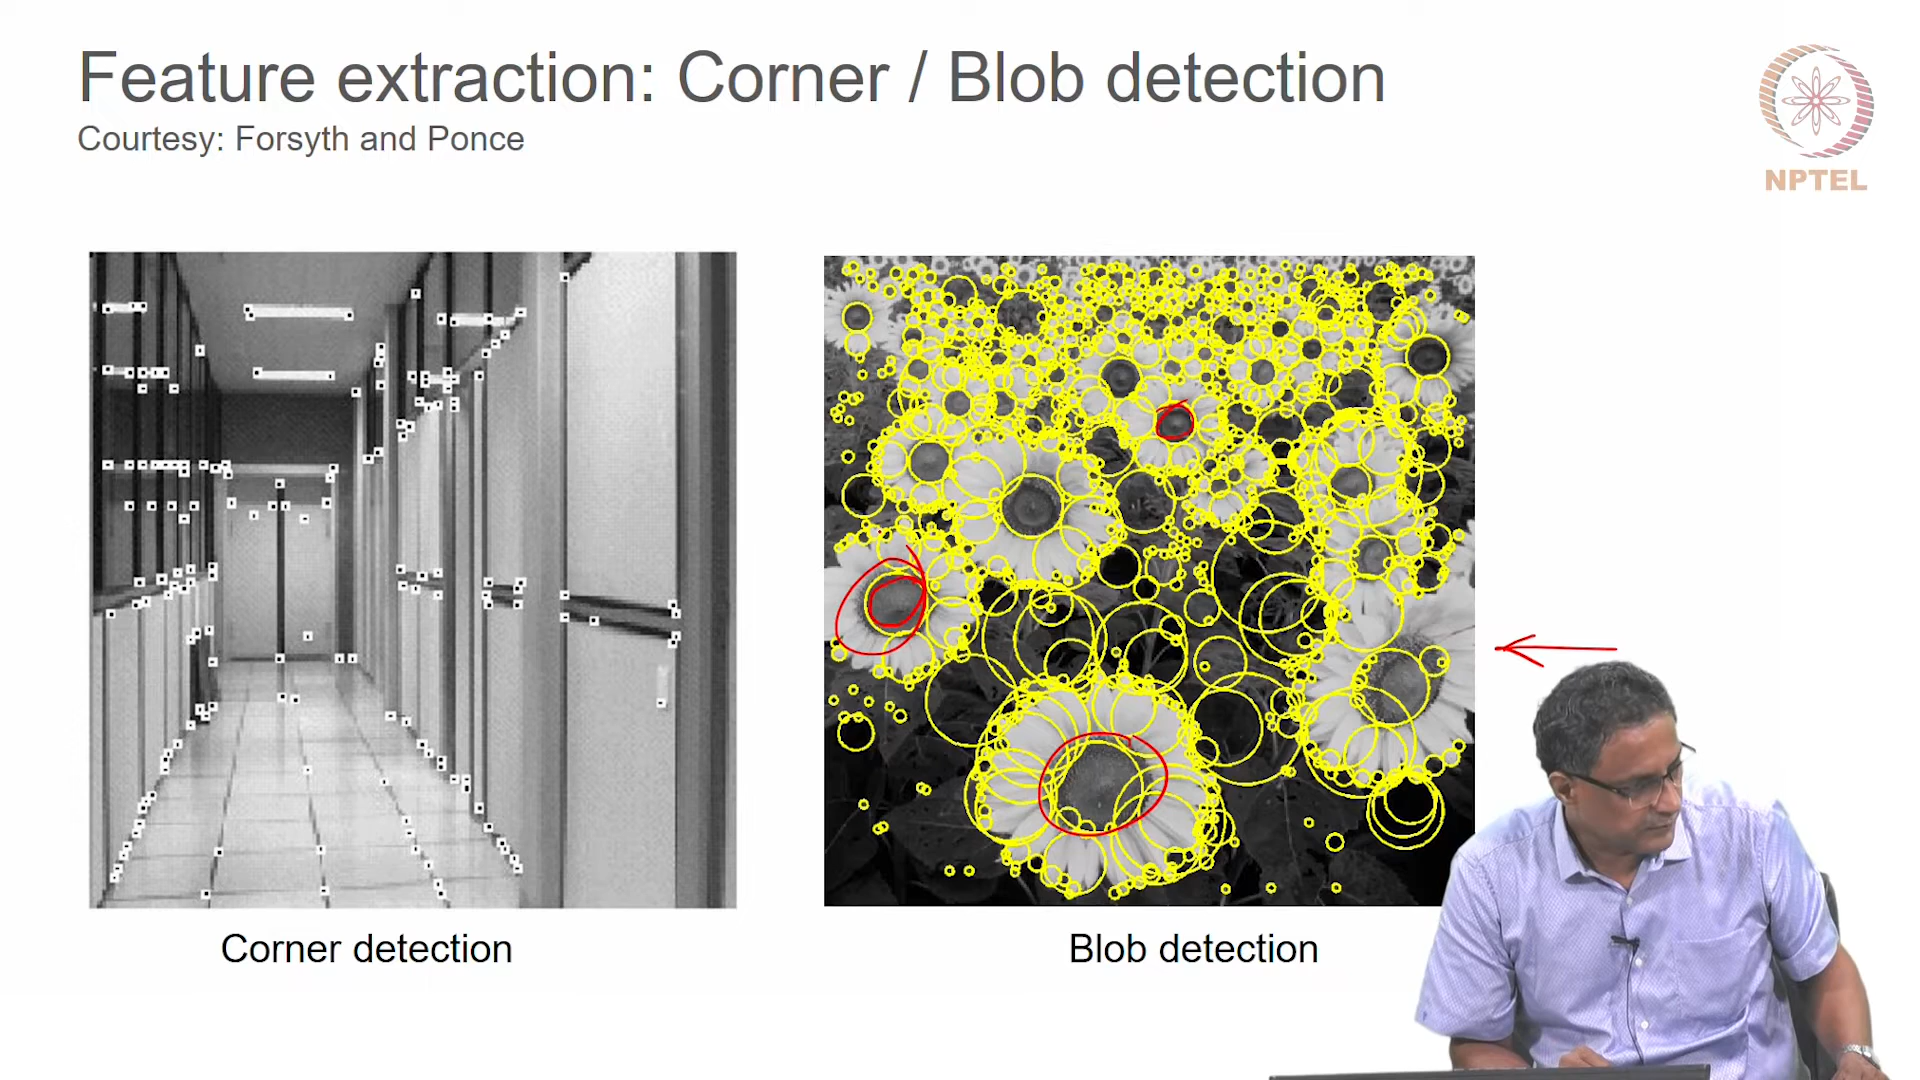 Feature extraction: Corner / Blob detection
Courtesy: Forsyth and Ponce
NPTEL
Corner detection
Blob detection